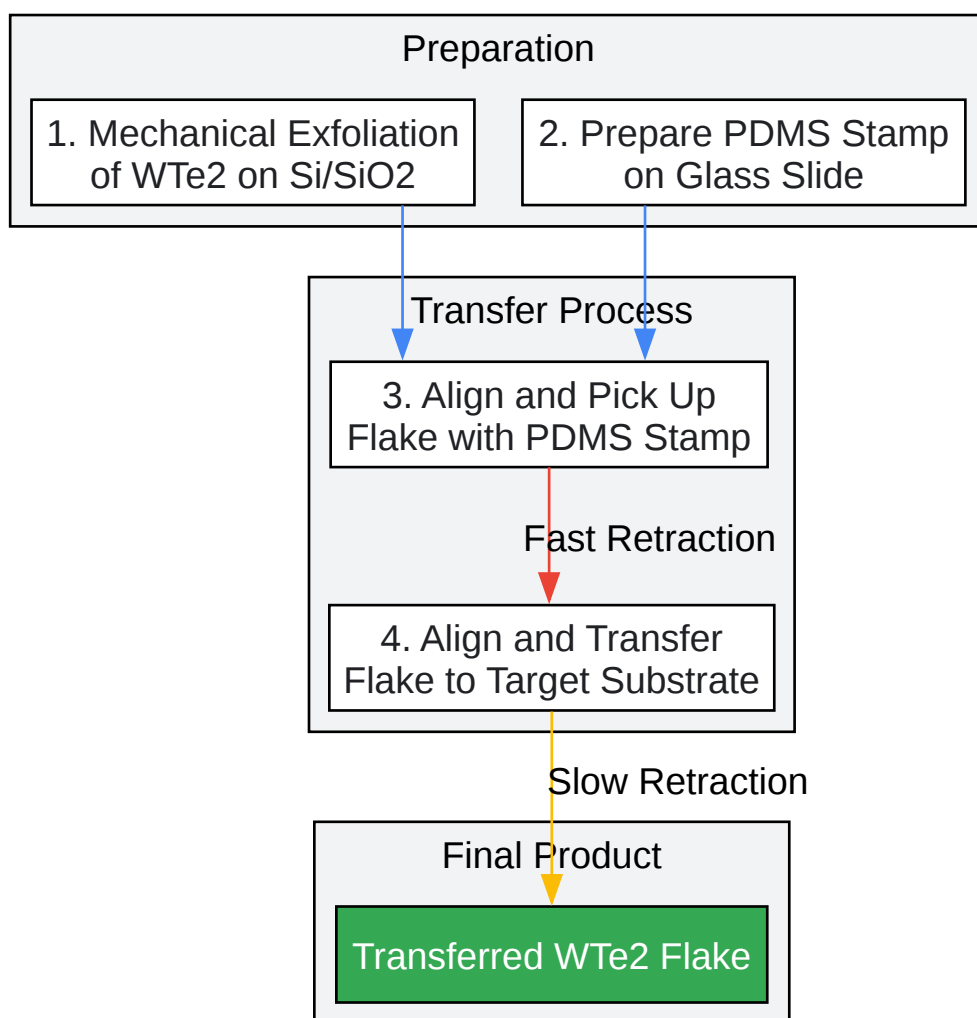 Preparation
1. Mechanical Exfoliation
of WTe2 on Si/SiO2
2. Prepare PDMS Stamp
on Glass Slide
Transfer Process
3. Align and Pick Up
Flake with PDMS Stamp
Fast Retraction
4. Align and Transfer
Flake to Target Substrate
Slow Retraction
Final Product
Transferred WTe2 Flake